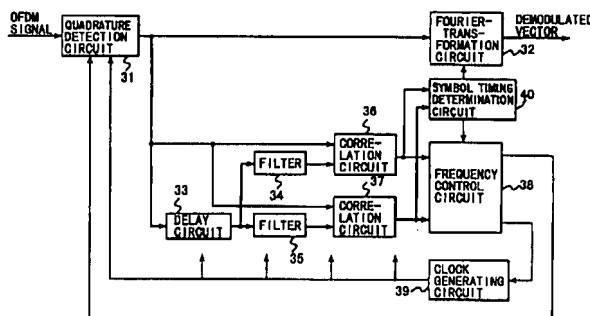 OFDM
SIGNAL
QUADRATURE
DETECTION
CIRCUIT
31
FOURIER-
TRANS-
FORMATION
CIRCUIT
32
DEMODULATED
VECTOR
SYMBOL TIMING
DETERMINATION
CIRCUIT
40
36
CORRE-
LATION
CIRCUIT
FILTER
34
37
CORRE-
LATION
CIRCUIT
FREQUENCY
CONTROL
CIRCUIT
38
33
DELAY
CIRCUIT
FILTER
35
CLOCK
GENERATING
CIRCUIT
39